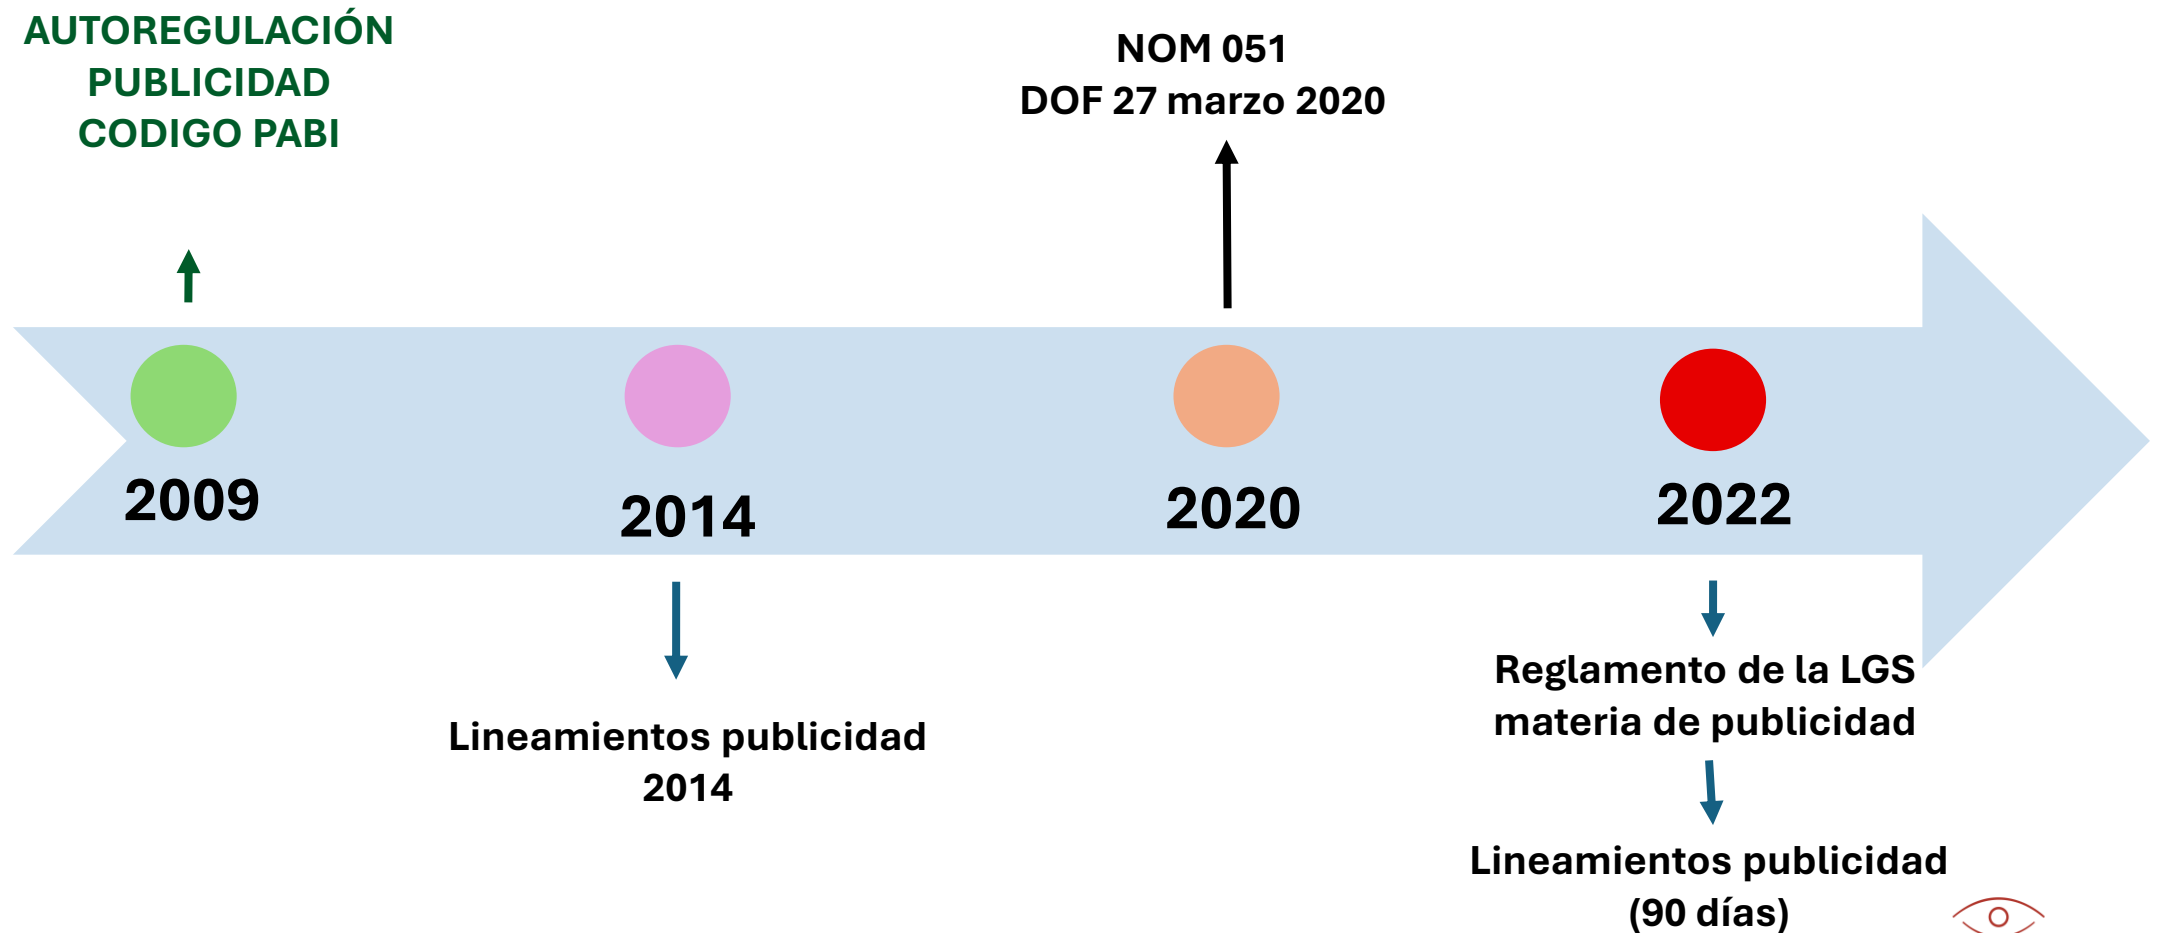 AUTOREGULACIÓN
PUBLICIDAD
CODIGO PABI
NOM 051
DOF 27 marzo 2020
2009
2014
2020
2022
Lineamientos publicidad
2014
Reglamento de la LGS
materia de publicidad
Lineamientos publicidad
(90 días)